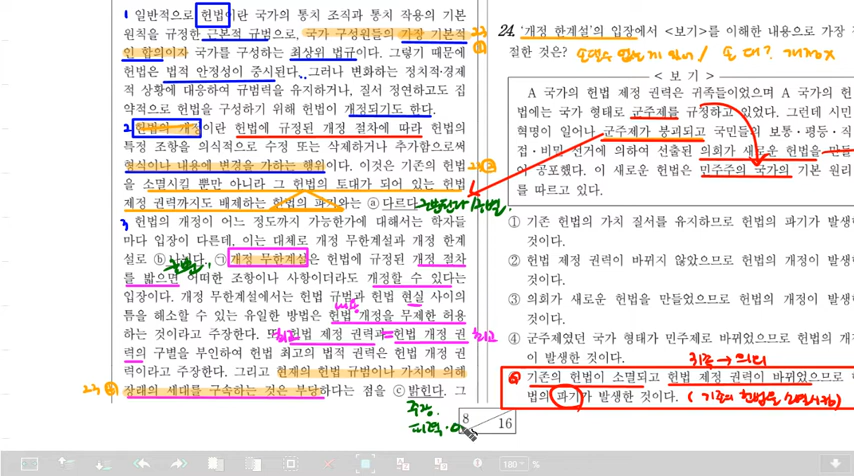 1 일반적으로 헌법이란 국가의 통치 조직과 통치 작용의 기본
원칙을 규정한 근본적 규범으로, 국가 구성원들의 가장 기본적
인 합의이자 국가를 구성하는 최상위 법규이다. 그렇기 때문에
헌법은 법적 안정성이 중시된다. 그러나 변화하는 정치적·경제
적 상황에 대응하여 규범력을 유지하거나, 질서 정연하고도 집
약적으로 헌법을 구성하기 위해 헌법이 개정되기도 한다.
2 헌법의 개정이란 헌법에 규정된 개정 절차에 따라 헌법의
특정 조항을 의식적으로 수정 또는 삭제하거나 추가함으로써
형식이나 내용에 변경을 가하는 행위이다. 이것은 기존의 헌법
을 소멸시킬 뿐만 아니라 그 헌법의 토대가 되어 있는 헌법
제정 권력까지도 배제하는 헌법의 파기와는 ⓐ다르다.
구별
3 헌법의 개정이 어느 정도까지 가능한가에 대해서는 학자들
마다 입장이 다른데, 이는 대체로 개정 무한계설과 개정 한계
설로 ⓑ나뉜다. ㉠개정 무한계설은 헌법에 규정된 개정 절차
를 밟으면 어떠한 조항이나 사항이더라도 개정할 수 있다는
입장이다. 개정 무한계설에서는 헌법 규범과 헌법 현실 사이의
틈을 해소할 수 있는 유일한 방법은 헌법 개정을 무제한 허용
하는 것이라고 주장한다. 또 헌법 제정 권력과 = 헌법 개정 권
최고
최고
력의 구별을 부인하여 헌법 최고의 법적 권력은 헌법 개정 권
력이라고 주장한다. 그리고 현재의 헌법 규범이나 가치에 의해
장래의 세대를 구속하는 것은 부당하다는 점을 ⓒ밝힌다. 그
23
23
23
주장
피력
8
16
24. '개정 한계설'의 입장에서 <보기>를 이해한 내용으로 가장
절한 것은?
개정X
< 보 기 >
A 국가의 헌법 제정 권력은 귀족들이었으며 A 국가의 헌
법에는 국가 형태로 군주제를 규정하고 있었다. 그런데 시민
혁명이 일어나 군주제가 붕괴되고 국민들의 보통·평등·직
접·비밀 선거에 의하여 선출된 의회가 새로운 헌법을 만들
어 공포했다. 이 새로운 헌법은 민주주의 국가의 기본 원리
를 따르고 있다.
① 기존 헌법의 가치 질서를 유지하므로 헌법의 파기가 발생한
것이다.
② 헌법 제정 권력이 바뀌지 않았으므로 헌법의 개정이 발생
것이다.
③ 의회가 새로운 헌법을 만들었으므로 헌법의 개정이 발생
것이다.
④ 군주제였던 국가 형태가 민주제로 바뀌었으므로 헌법의 개
이 발생한 것이다.
귀족→의회
⑤ 기존의 헌법이 소멸되고 헌법 제정 권력이 바뀌었으므로
법의 파기가 발생한 것이다.
180%